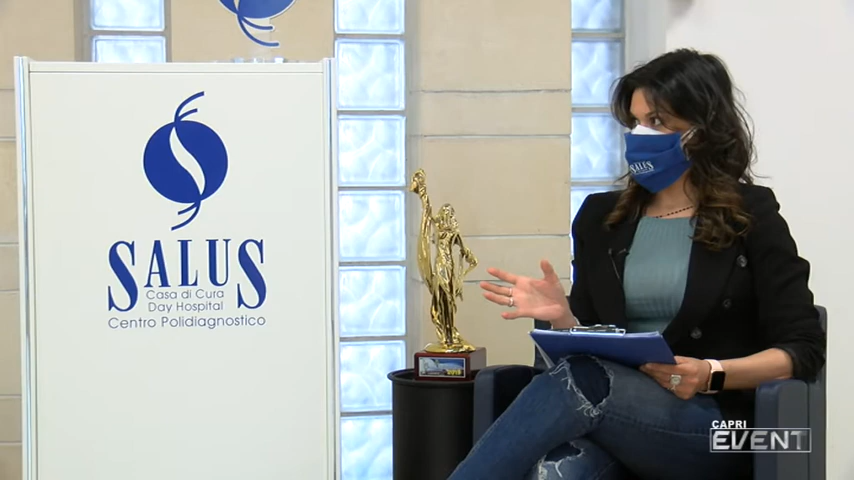 SALUS
Casa di Cura
Day Hospital
Centro Polidiagnostico
SALUS
CAPRI
EVENT